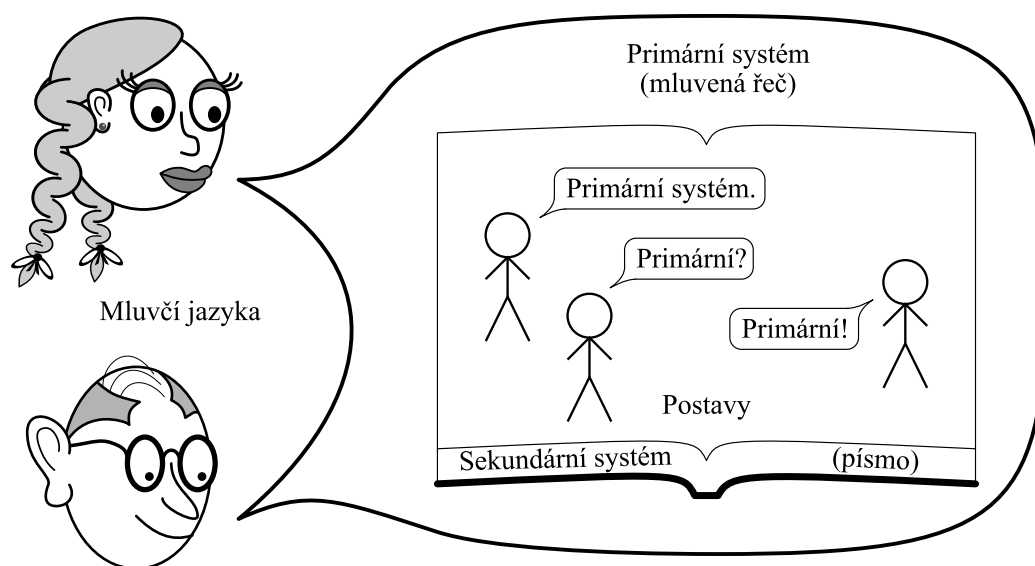 Primární systém
(mluvená řeč)
Primární systém.
Primární?
Primární!
Mluvčí jazyka
Postavy
Sekundární systém (písmo)